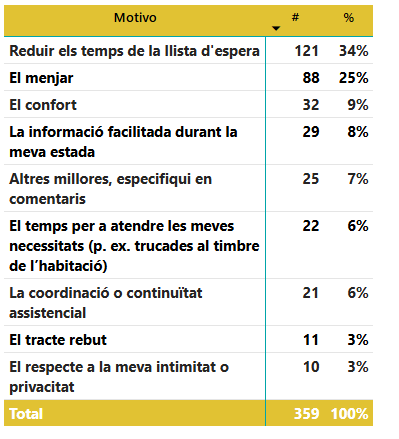 Motivo # %
Reduir els temps de la llista d'espera 121 34%
El menjar 88 25%
El confort 32 9%
La informació facilitada durant la 29 8%
meva estada
Altres millores, especifiqui en 25 7%
comentaris
El temps per a atendre les meves 22 6%
necessitats (p. ex. trucades al timbre
de l´habitació)
La coordinació o continuïtat 21 6%
assistencial
El tracte rebut 11 3%
El respecte a la meva intimitat o 10 3%
privacitat
Total 359 100%